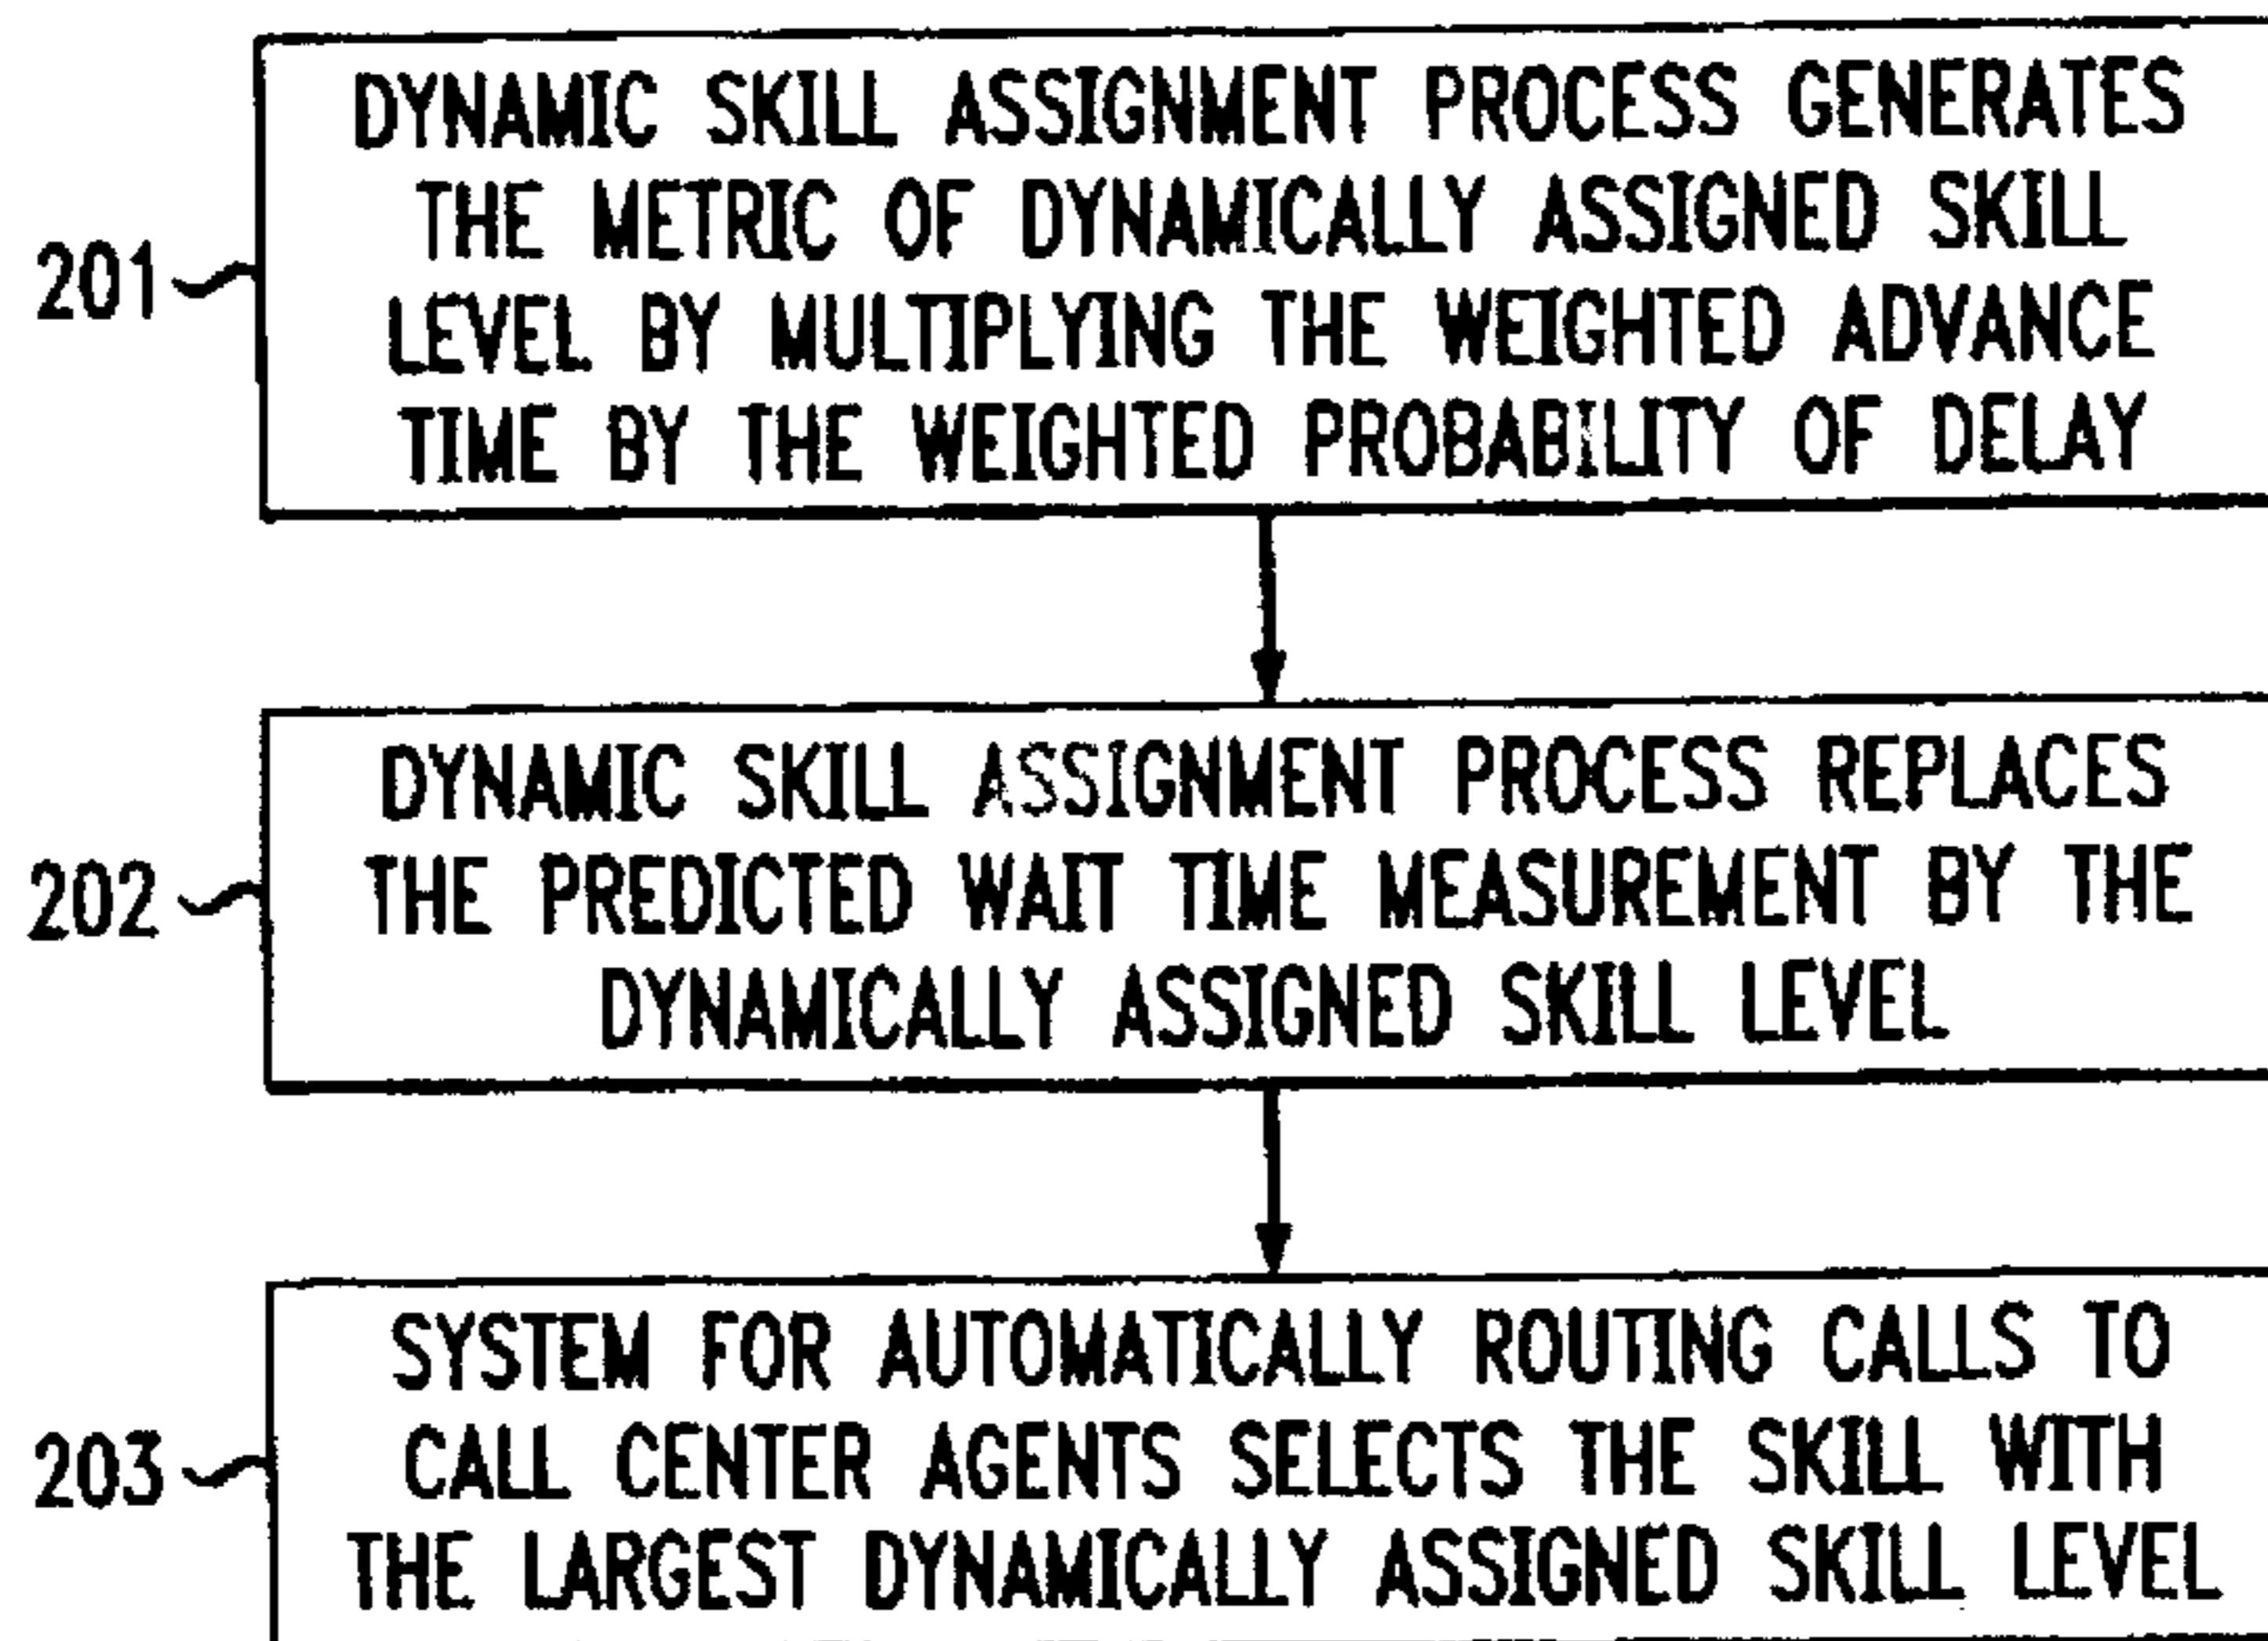 DYNAMIC SKILL ASSIGNMENT PROCESS GENERATES
THE METRIC OF DYNAMICALLY ASSIGNED SKILL
LEVEL BY MULTIPLYING THE WEIGHTED ADVANCE
TIME BY THE WEIGHTED PROBABILITY OF DELAY
201
DYNAMIC SKILL ASSIGNMENT PROCESS REPLACES
THE PREDICTED WAIT TIME MEASUREMENT BY THE
DYNAMICALLY ASSIGNED SKILL LEVEL
202
SYSTEM FOR AUTOMATICALLY ROUTING CALLS TO
CALL CENTER AGENTS SELECTS THE SKILL WITH
THE LARGEST DYNAMICALLY ASSIGNED SKILL LEVEL
203